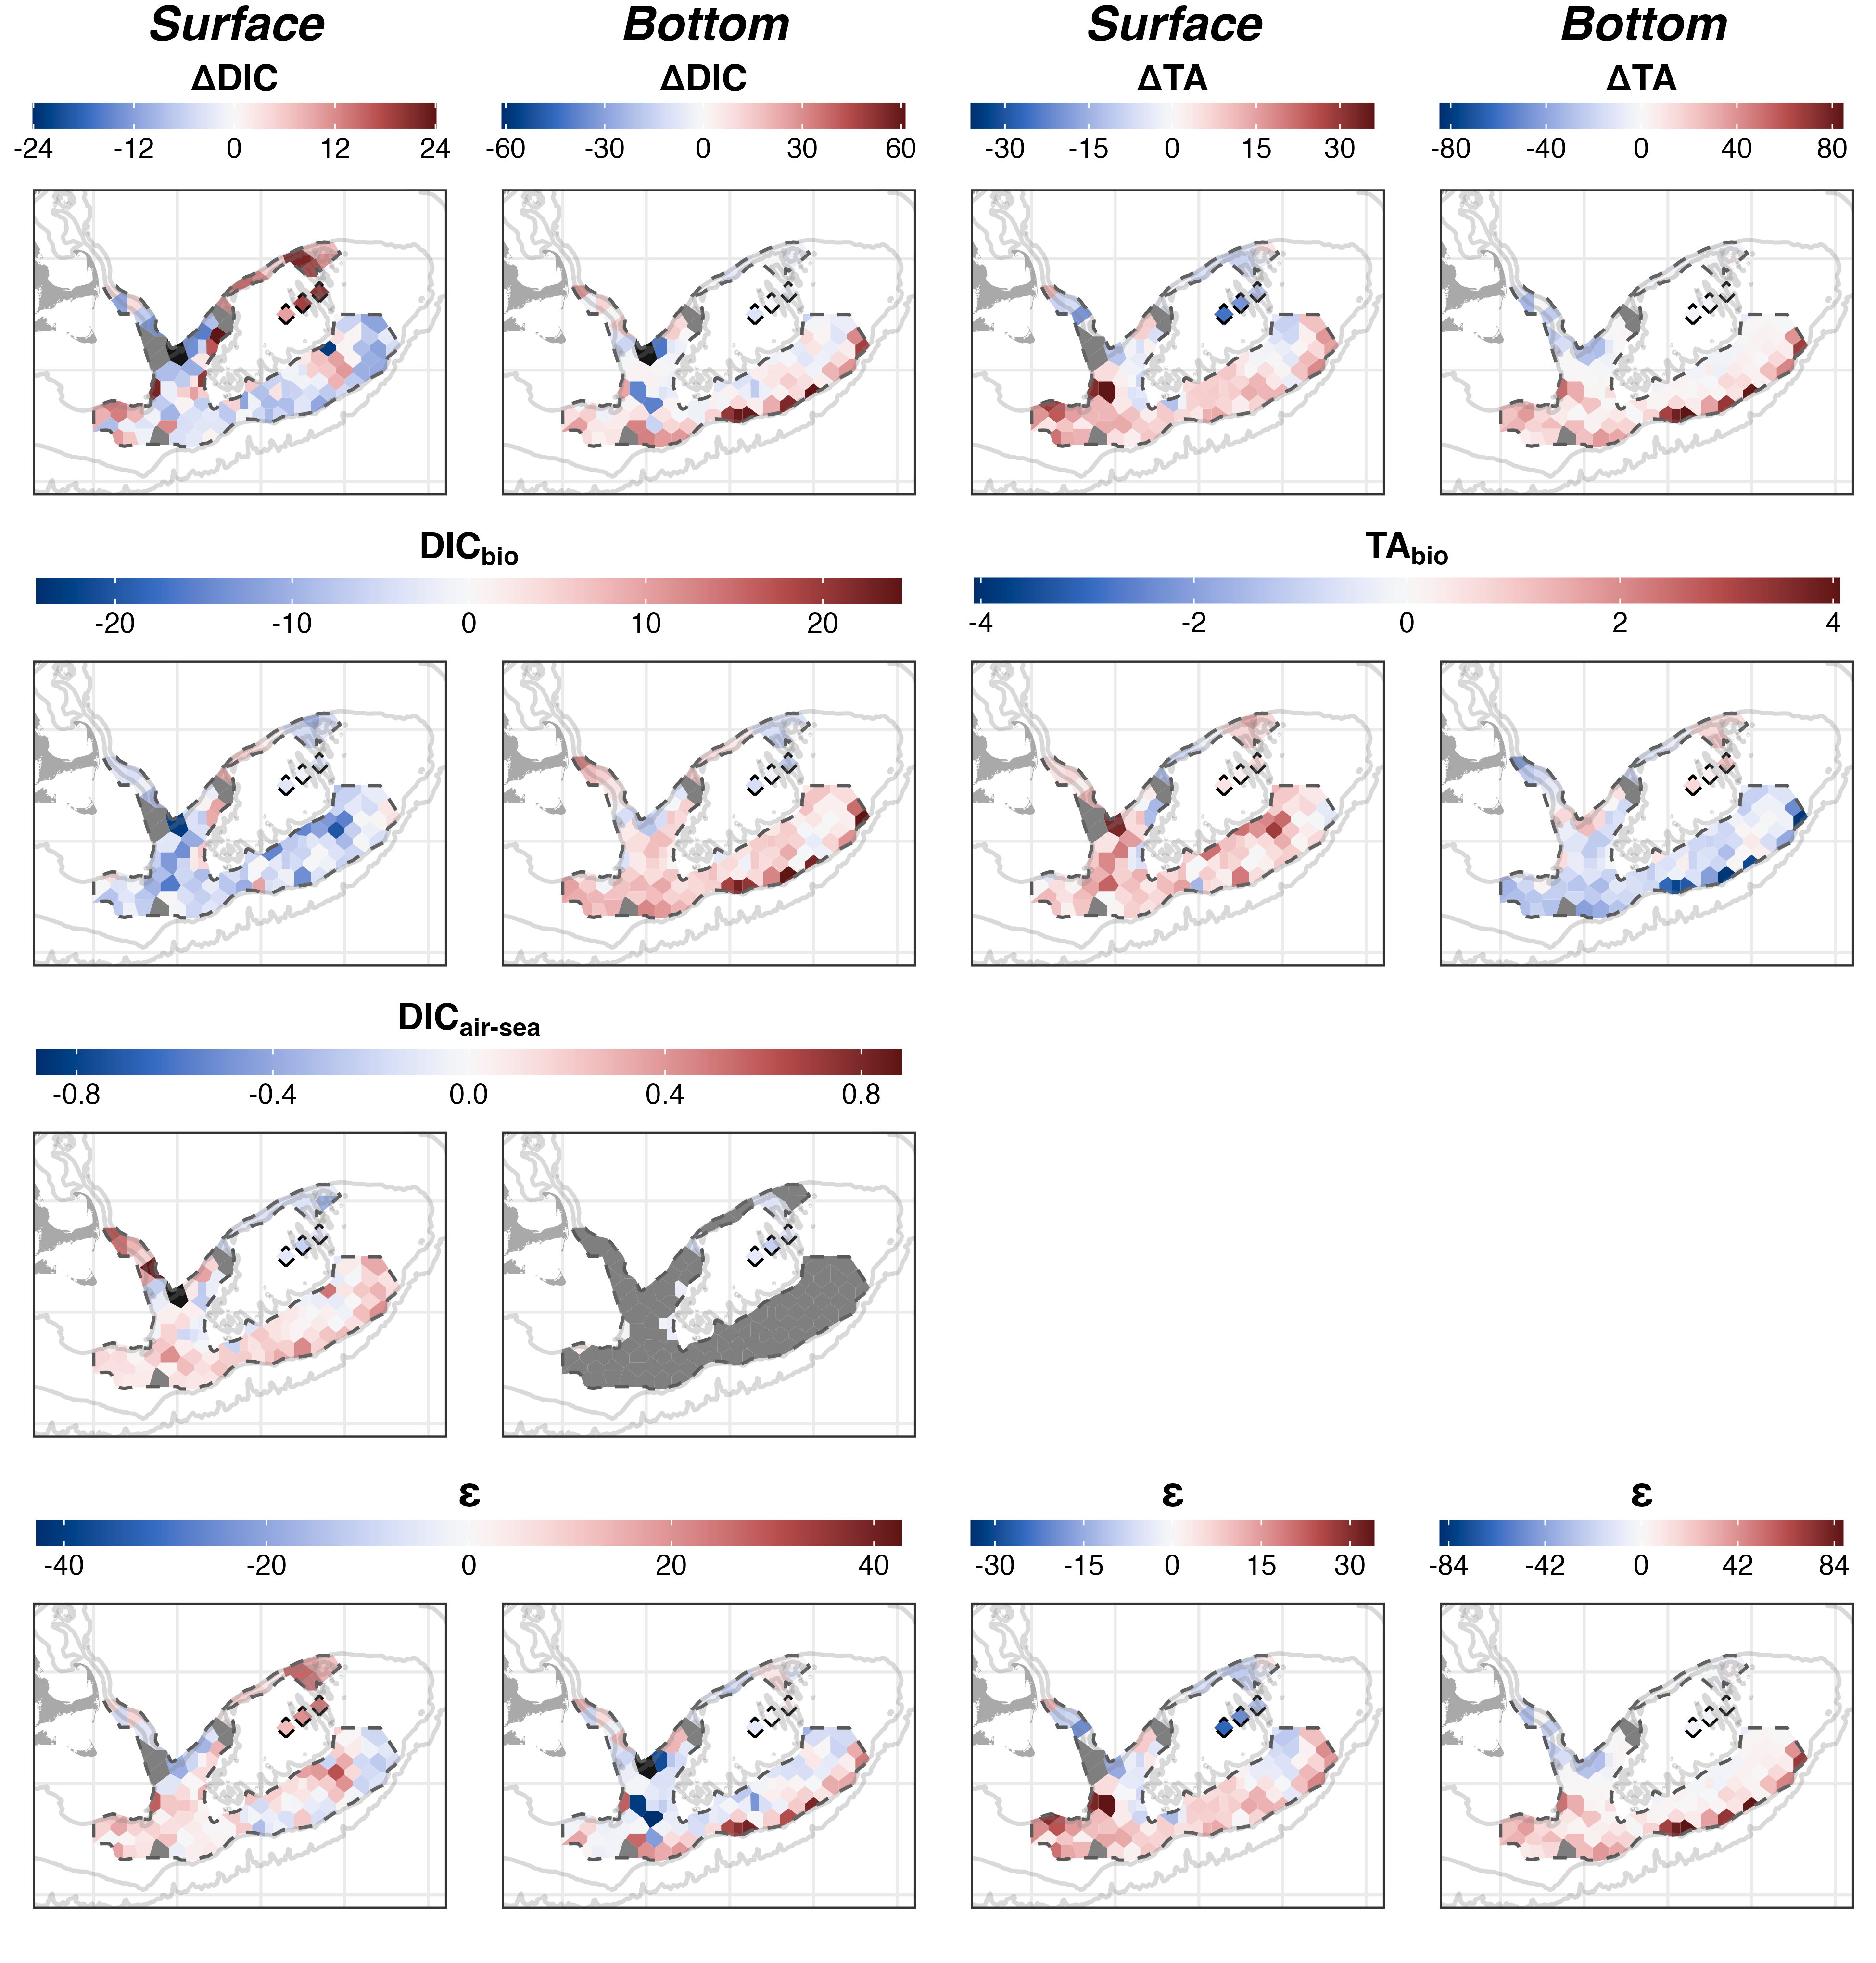 Surface Bottom Surface Bottom
ΔDIC ΔDIC ΔTA ΔTA
-24 -12 0 12 24 -60 -30 0 30 60 -30 -15 0 15 30 -80 -40 0 40 80
DICbio TAbio
-20 -10 0 10 20 -4 -2 0 2 4
DICair-sea
-0.8 -0.4 0.0 0.4 0.8
ε ε ε
-40 -20 0 20 40 -30 -15 0 15 30 -84 -42 0 42 84